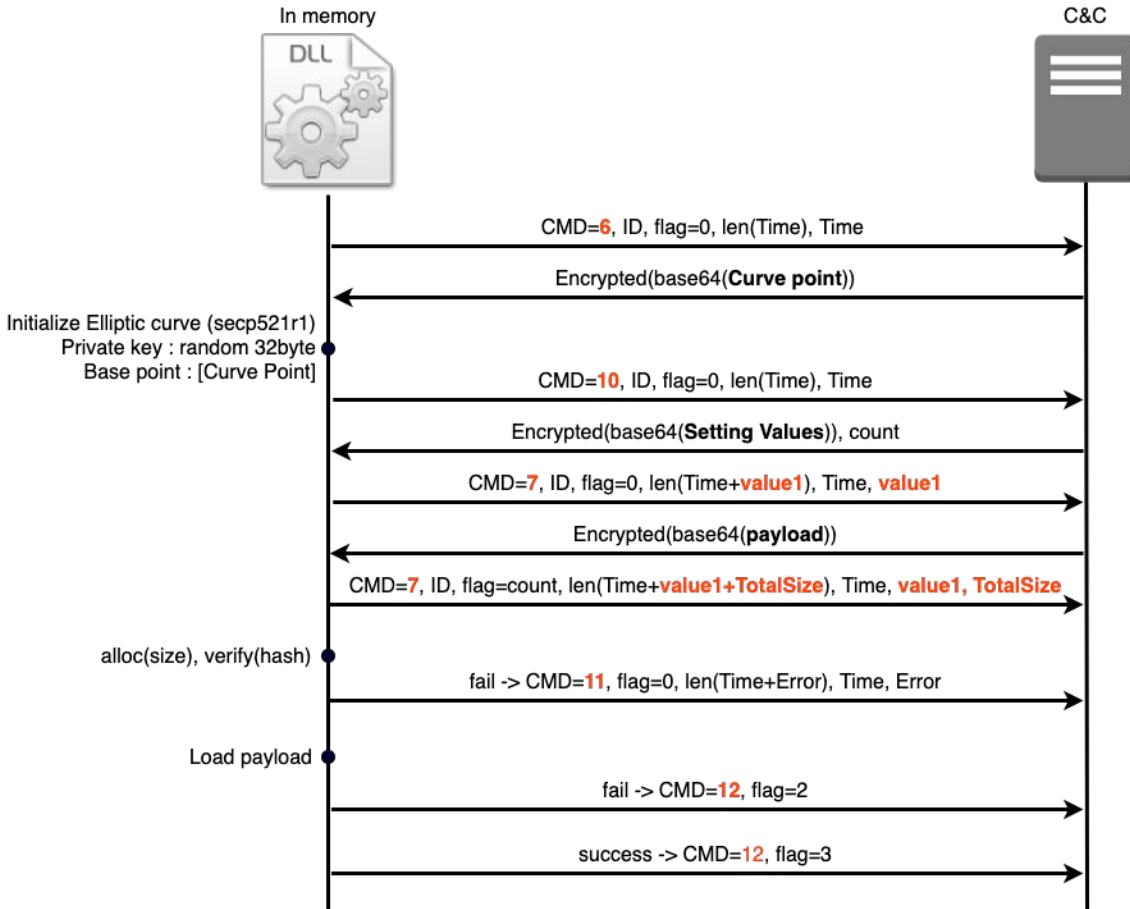 In memory
C&C
DLL
CMD=6, ID, flag=0, len(Time), Time
Encrypted(base64(Curve point))
Initialize Elliptic curve (secp521r1)
Private key : random 32byte
Base point : [Curve Point]
CMD=10, ID, flag=0, len(Time), Time
Encrypted(base64(Setting Values)), count
CMD=7, ID, flag=0, len(Time+value1), Time, value1
Encrypted(base64(payload))
CMD=7, ID, flag=count, len(Time+value1+TotalSize), Time, value1, TotalSize
alloc(size), verify(hash)
fail -> CMD=11, flag=0, len(Time+Error), Time, Error
Load payload
fail -> CMD=12, flag=2
success -> CMD=12, flag=3